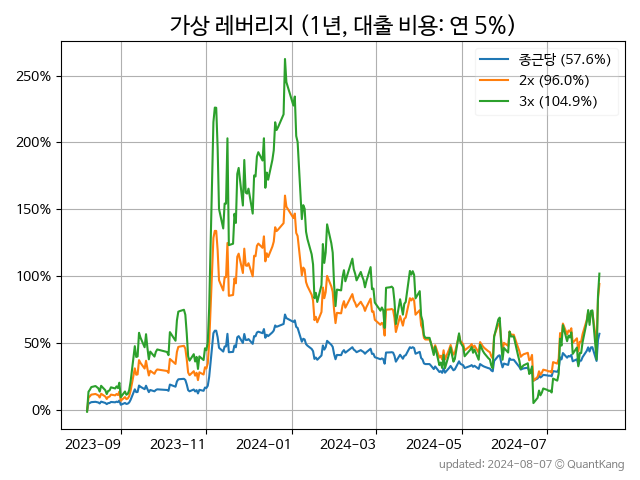 가상 레버리지 (1년, 대출 비용: 연 5%)
종근당 (57.6%)
2x (96.0%)
3x (104.9%)
250%
200%
150%
100%
50%
0%
2023-09 2023-11 2024-01 2024-03 2024-05 2024-07
updated: 2024-08-07 © QuantKang